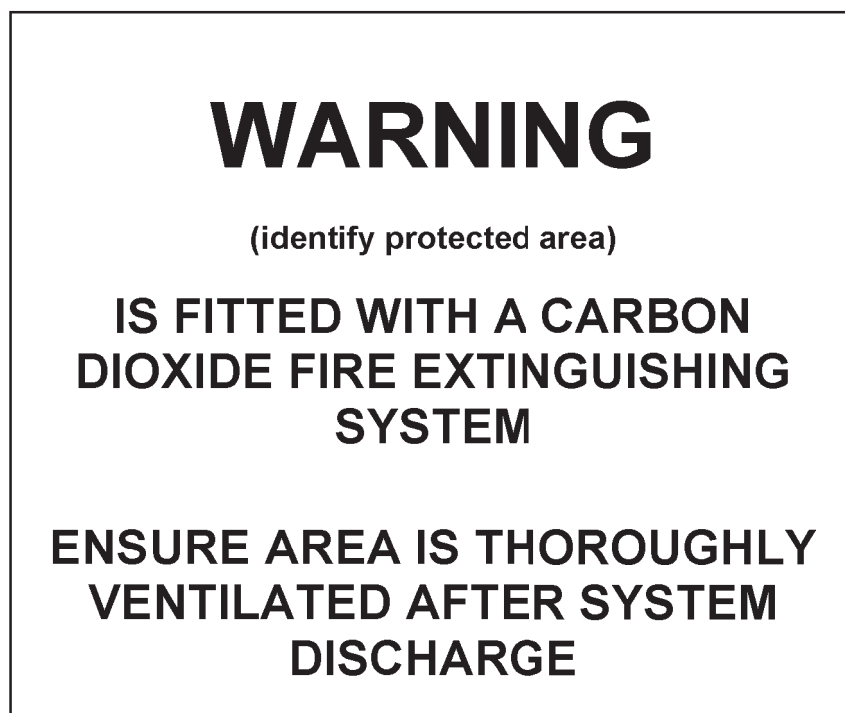 WARNING
(identify protected area)
IS FITTED WITH A CARBON
DIOXIDE FIRE EXTINGUISHING
SYSTEM
ENSURE AREA IS THOROUGHLY
VENTILATED AFTER SYSTEM
DISCHARGE